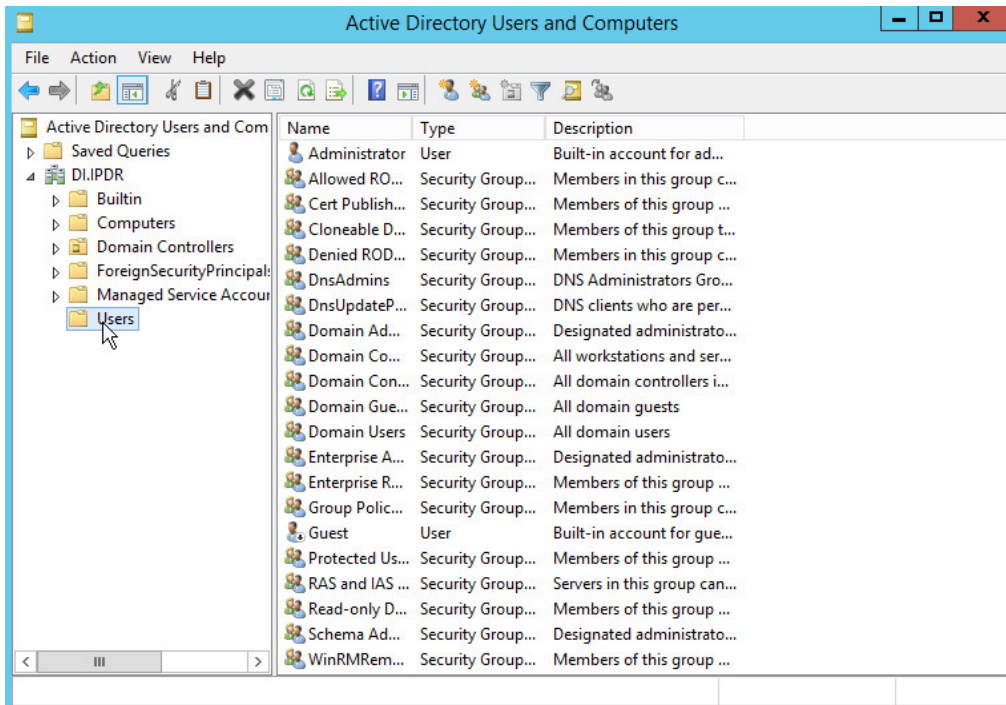 Active Directory Users and Computers
File Action View Help
Active Directory Users and Com
Saved Queries
DI.IPDR
Builtin
Computers
Domain Controllers
ForeignSecurityPrincipals
Managed Service Accour
Users
Name Type Description
Administrator User Built-in account for ad...
Allowed RO... Security Group... Members in this group c...
Cert Publish... Security Group... Members of this group ...
Cloneable D... Security Group... Members of this group t...
Denied ROD... Security Group... Members in this group c...
DnsAdmins Security Group... DNS Administrators Gro...
DnsUpdateP... Security Group... DNS clients who are per...
Domain Ad... Security Group... Designated administrato...
Domain Co... Security Group... All workstations and ser...
Domain Con... Security Group... All domain controllers i...
Domain Gue... Security Group... All domain guests
Domain Users Security Group... All domain users
Enterprise A... Security Group... Designated administrato...
Enterprise R... Security Group... Members of this group ...
Group Polic... Security Group... Members in this group c...
Guest User Built-in account for gue...
Protected Us... Security Group... Members of this group ...
RAS and IAS ... Security Group... Servers in this group can...
Read-only D... Security Group... Members of this group ...
Schema Ad... Security Group... Designated administrato...
WinRMRem... Security Group... Members of this group ...